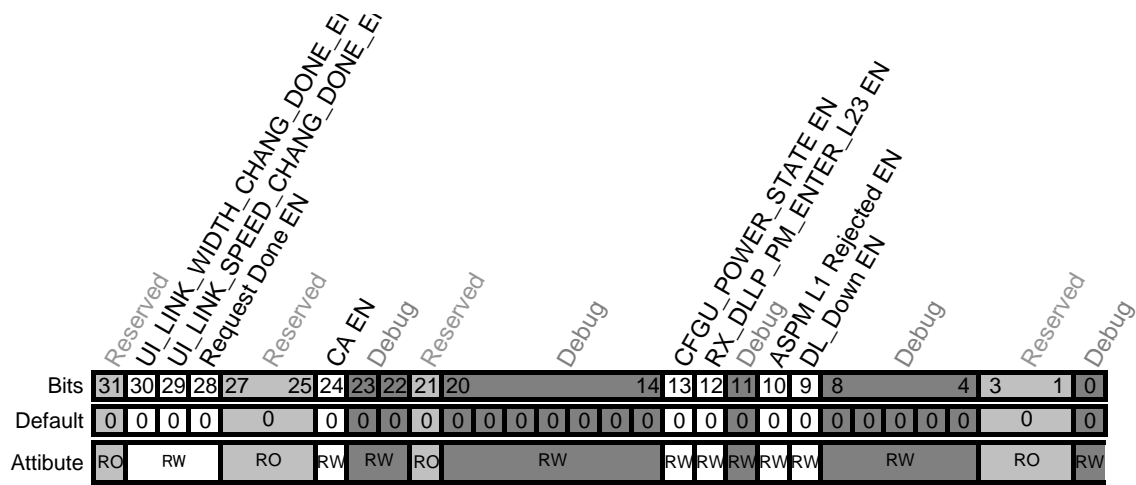 Reserved
UI_LINK_WIDTH_CHANG_DONE_EN
UI_LINK_SPEED_CHANG_DONE_EN
Request Done EN
Reserved
CA EN
Debug
Reserved
Debug
CFGU_POWER_STATE EN
RX_DLLP_PM_ENTER_L23 EN
Debug
ASPM L1 Rejected EN
DL_Down EN
Debug
Reserved
Debug
Bits 31 30 29 28 27 25 24 23 22 21 20 14 13 12 11 10 9 8 4 3 1 0
Default 0 0 0 0 0 0 0 0 0 0 0 0 0 0 0 0 0 0 0 0 0 0 0 0 0 0 0 0
Attibute RO RW RO RW RW RO RW RW RW RW RW RW RW RO RW